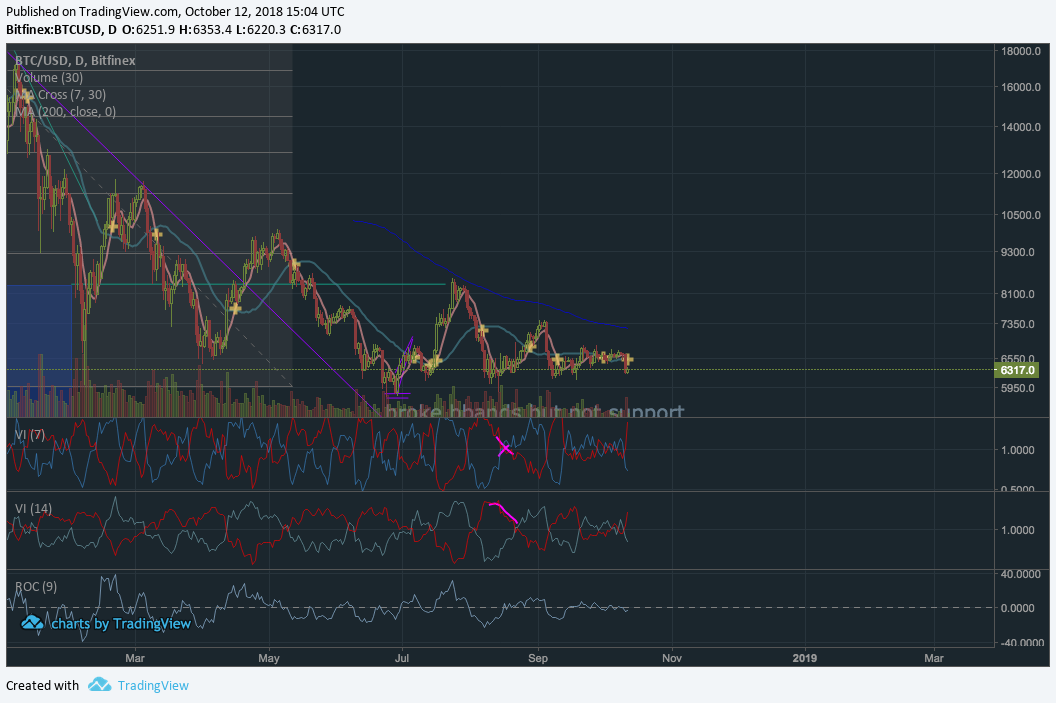 Published on TradingView.com, October 12, 2018 15:04 UTC
Bitfinex:BTCUSD, D O:6251.9 H:6353.4 L:6220.3 C:6317.0
BTC/USD, D, Bitfinex
Volume (30)
MA Cross (7, 30)
MA (200, close, 0)
18000.0
16000.0
14000.0
12000.0
10500.0
9300.0
8100.0
7350.0
6550.0
6317.0
5950.0
broke bbands but not support
VI (7)
1.0000
0.5000
VI (14)
1.0000
ROC (9)
40.0000
0.0000
-40.0000
charts by TradingView
Mar May Jul Sep Nov 2019 Mar
Created with TradingView